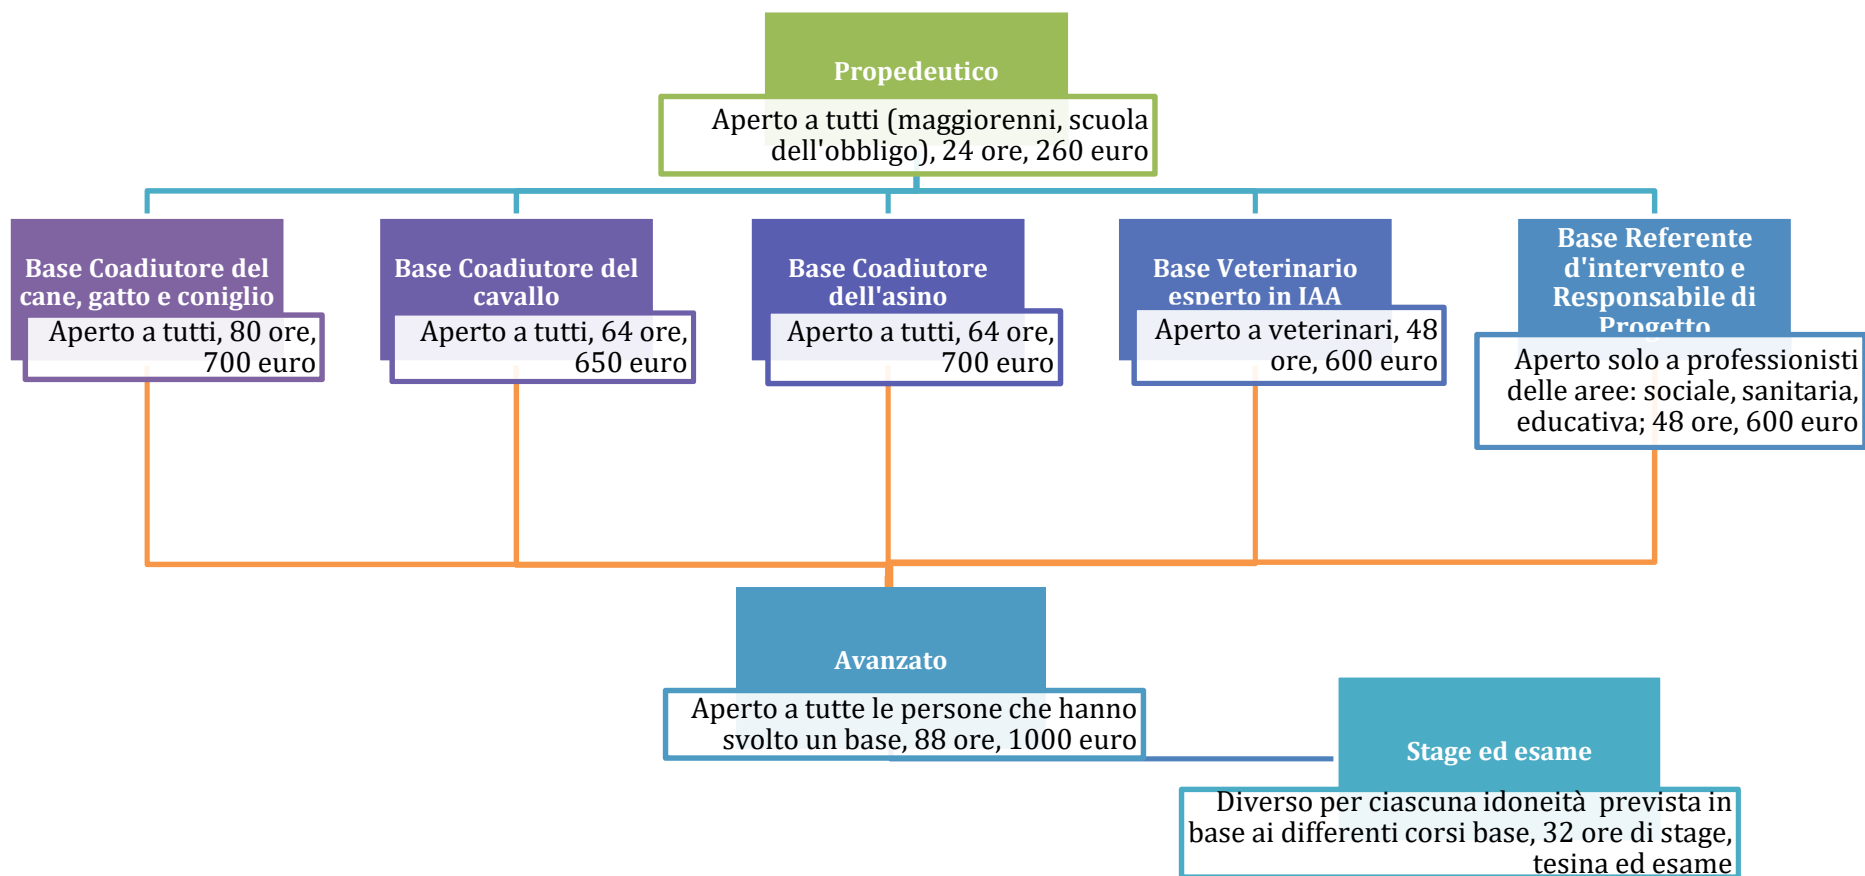 Propedeutico
Aperto a tutti (maggiorenni, scuola
dell'obbligo), 24 ore, 260 euro
Base Coadiutore del
cane, gatto e coniglio
Aperto a tutti, 80 ore,
700 euro
Base Coadiutore del
cavallo
Aperto a tutti, 64 ore,
650 euro
Base Coadiutore
dell'asino
Aperto a tutti, 64 ore,
700 euro
Base Veterinario
esperto in IAA
Aperto a veterinari, 48
ore, 600 euro
Base Referente
d'intervento e
Responsabile di
Progetto
Aperto solo a professionisti
delle aree: sociale, sanitaria,
educativa; 48 ore, 600 euro
Avanzato
Aperto a tutte le persone che hanno
svolto un base, 88 ore, 1000 euro
Stage ed esame
Diverso per ciascuna idoneità prevista in
base ai differenti corsi base, 32 ore di stage,
tesina ed esame